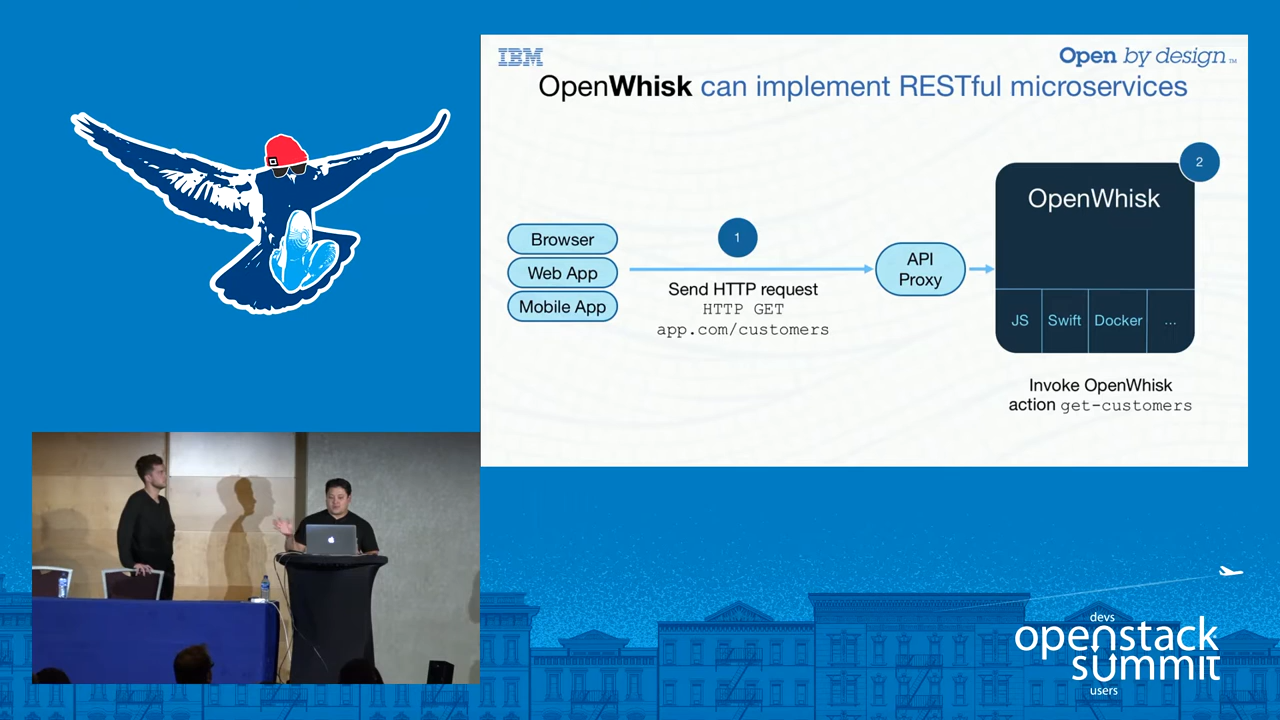 IBM
Open by design™
OpenWhisk can implement RESTful microservices
2
OpenWhisk
1
Browser
Web App
Mobile App
Send HTTP request
HTTP GET
app.com/customers
API
Proxy
JS
Swift
Docker
...
Invoke OpenWhisk
action get-customers
devs
openstack
summit
users